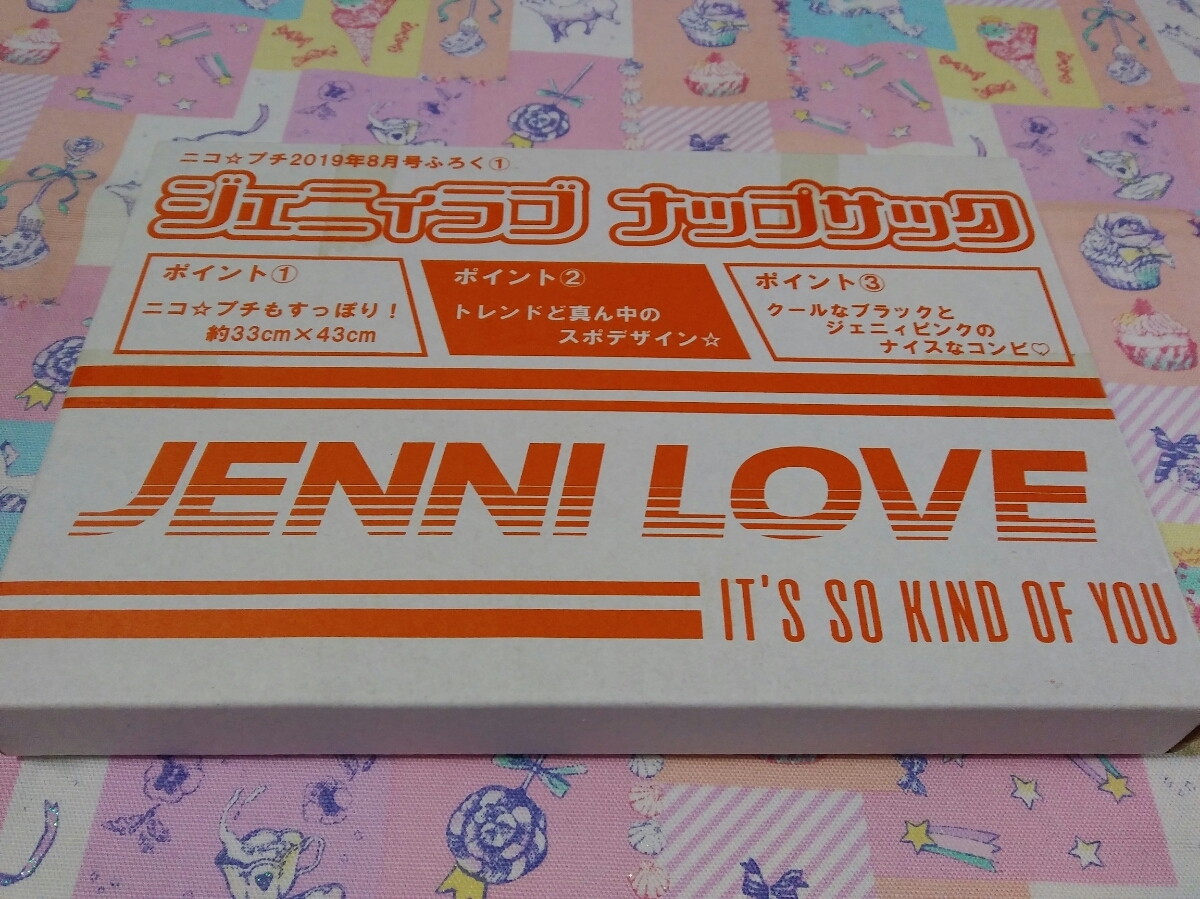 ニコ☆プチ2019年8月号ふろく①
ジェニィラブ ナップサック
ポイント①
ニコ☆プチもすっぽり！
約33cm×43cm
ポイント②
トレンドど真ん中の
スポデザイン☆
ポイント③
クールなブラックと
ジェニィピンクの
ナイスなコンビ♡
JENNI LOVE
IT'S SO KIND OF YOU